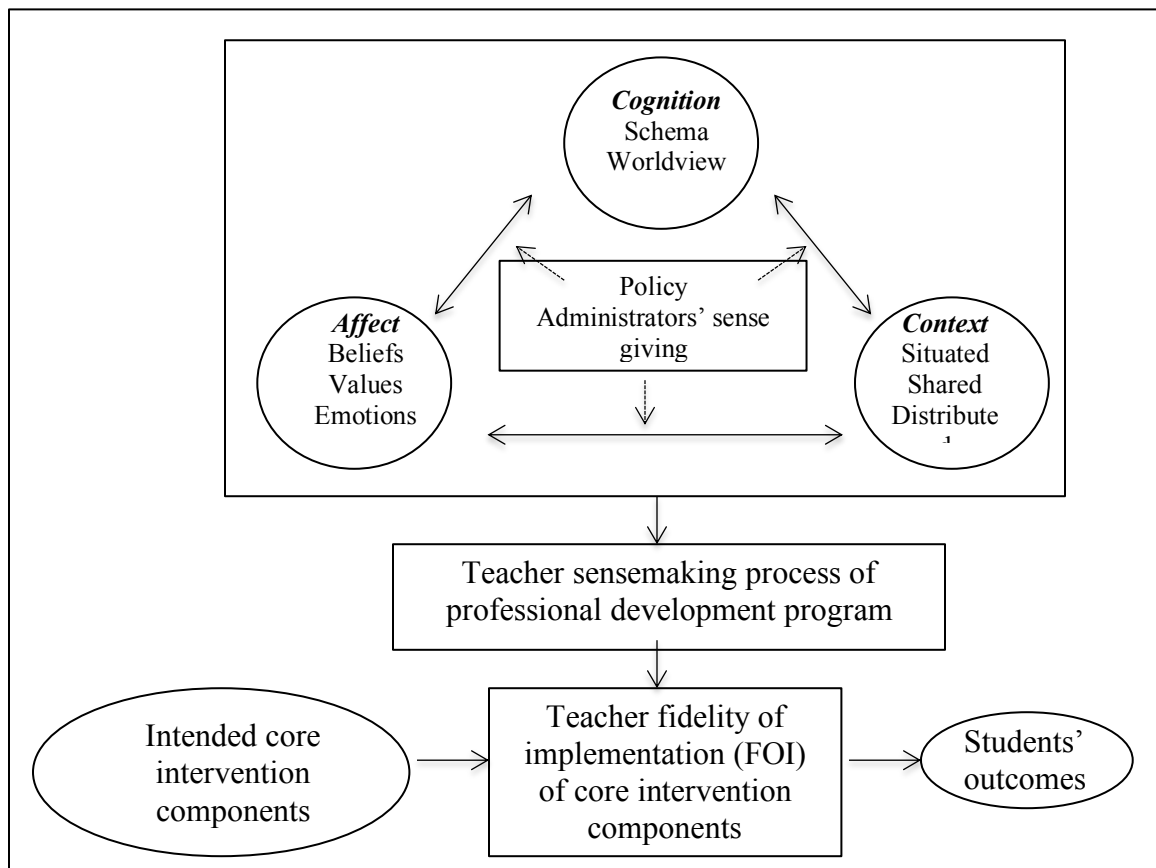 Cognition
Schema
Worldview
Policy
Administrators’ sense
giving
Affect
Beliefs
Values
Emotions
Context
Situated
Shared
Distribute
Teacher sensemaking process of
professional development program
Intended core
intervention
components
Teacher fidelity of
implementation (FOI)
of core intervention
components
Students’
outcomes